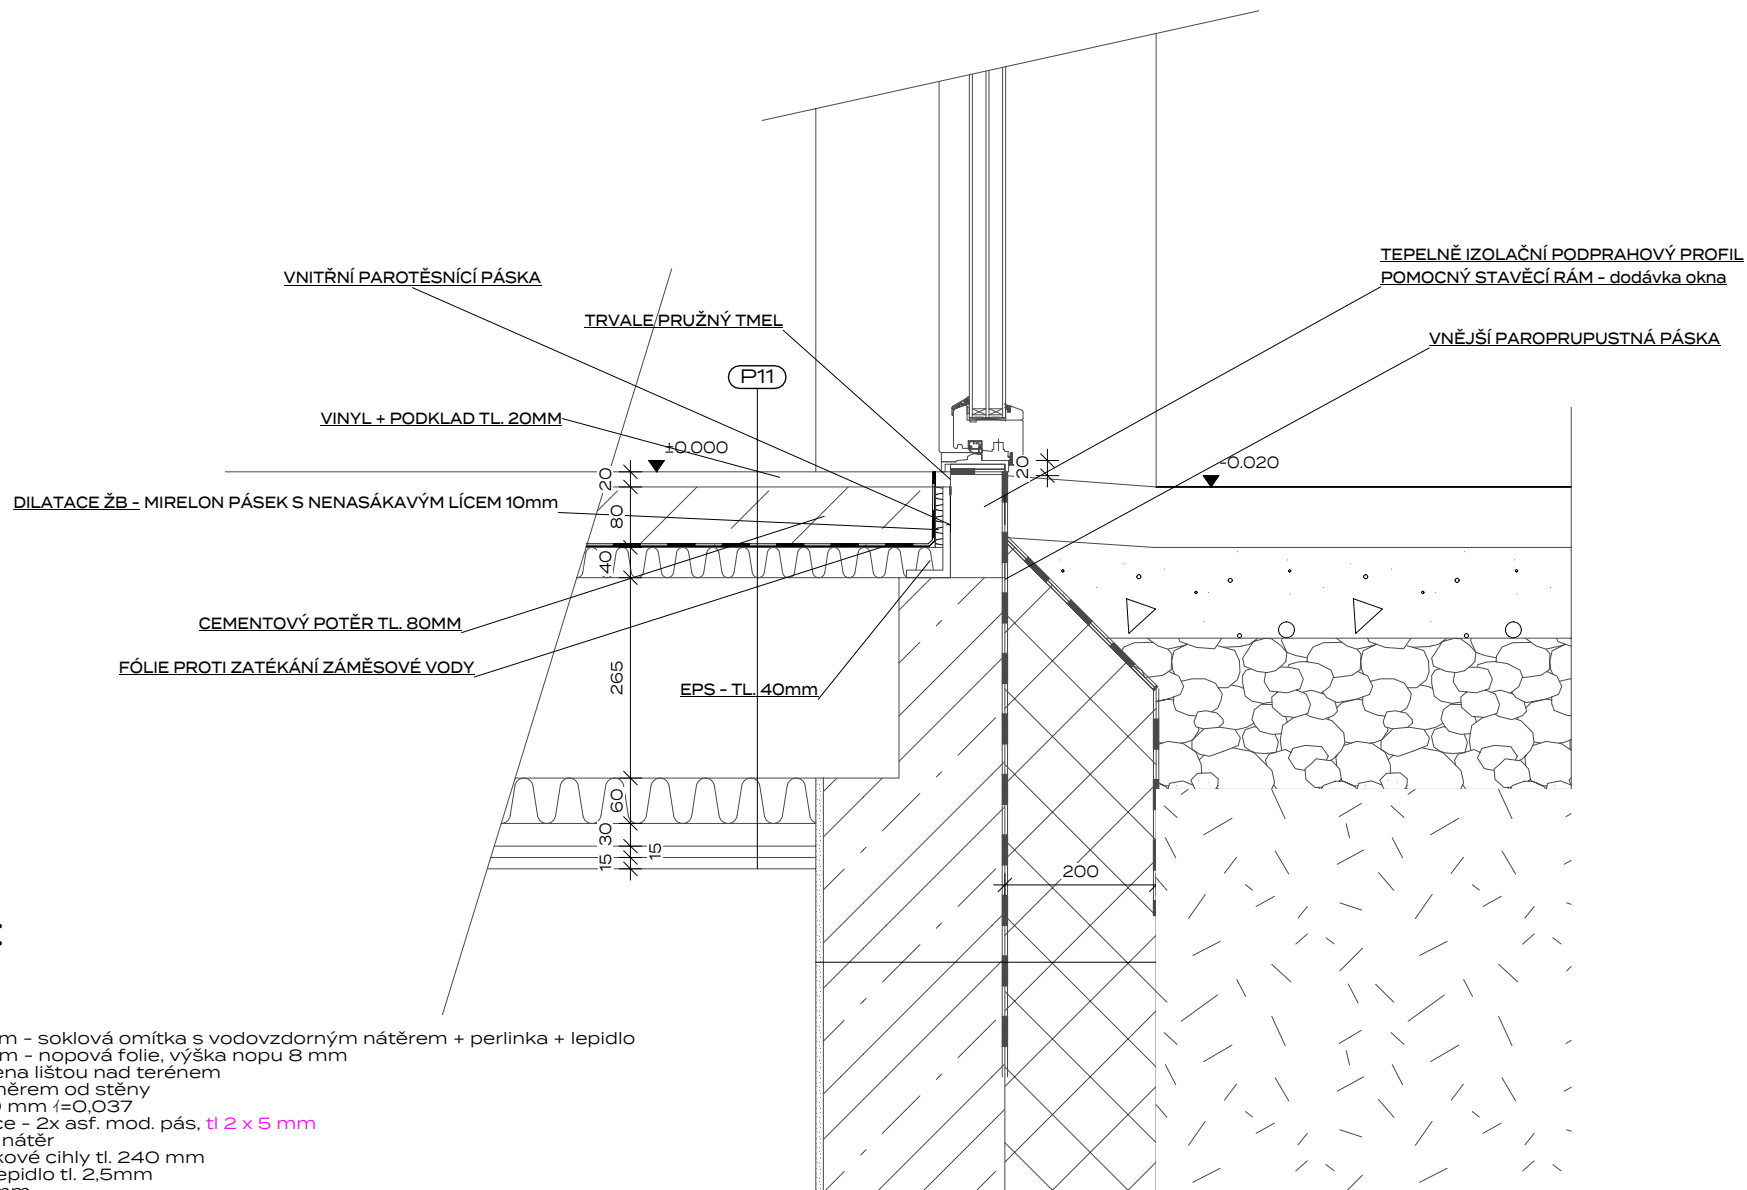 TEPELNĚ IZOLAČNÍ PODPRAHOVÝ PROFIL
POMOCNÝ STAVĚCÍ RÁM - dodávka okna
VNITŘNÍ PAROTĚSNÍCÍ PÁSKA
TRVALE PRUŽNÝ TMEL
VNĚJŠÍ PAROPRUPUSTNÁ PÁSKA
P11
VINYL + PODKLAD TL. 20MM
±0.000
-0.020
20
20
DILATACE ŽB - MIRELON PÁSEK S NENASÁKAVÝM LÍCEM 10mm
80
40
CEMENTOVÝ POTĚR TL. 80MM
FÓLIE PROTI ZATÉKÁNÍ ZÁMĚSOVÉ VODY
265
EPS - TL. 40mm
60
30
15
15
200
:
m - soklová omítka s vodovzdorným nátěrem + perlinka + lepidlo
m - nopová folie, výška nopu 8 mm
ena lištou nad terénem
měrem od stěny
mm =0,037
ce - 2x asf. mod. pás, tl 2 x 5 mm
nátěr
kové cihly tl. 240 mm
epidlo tl. 2,5mm